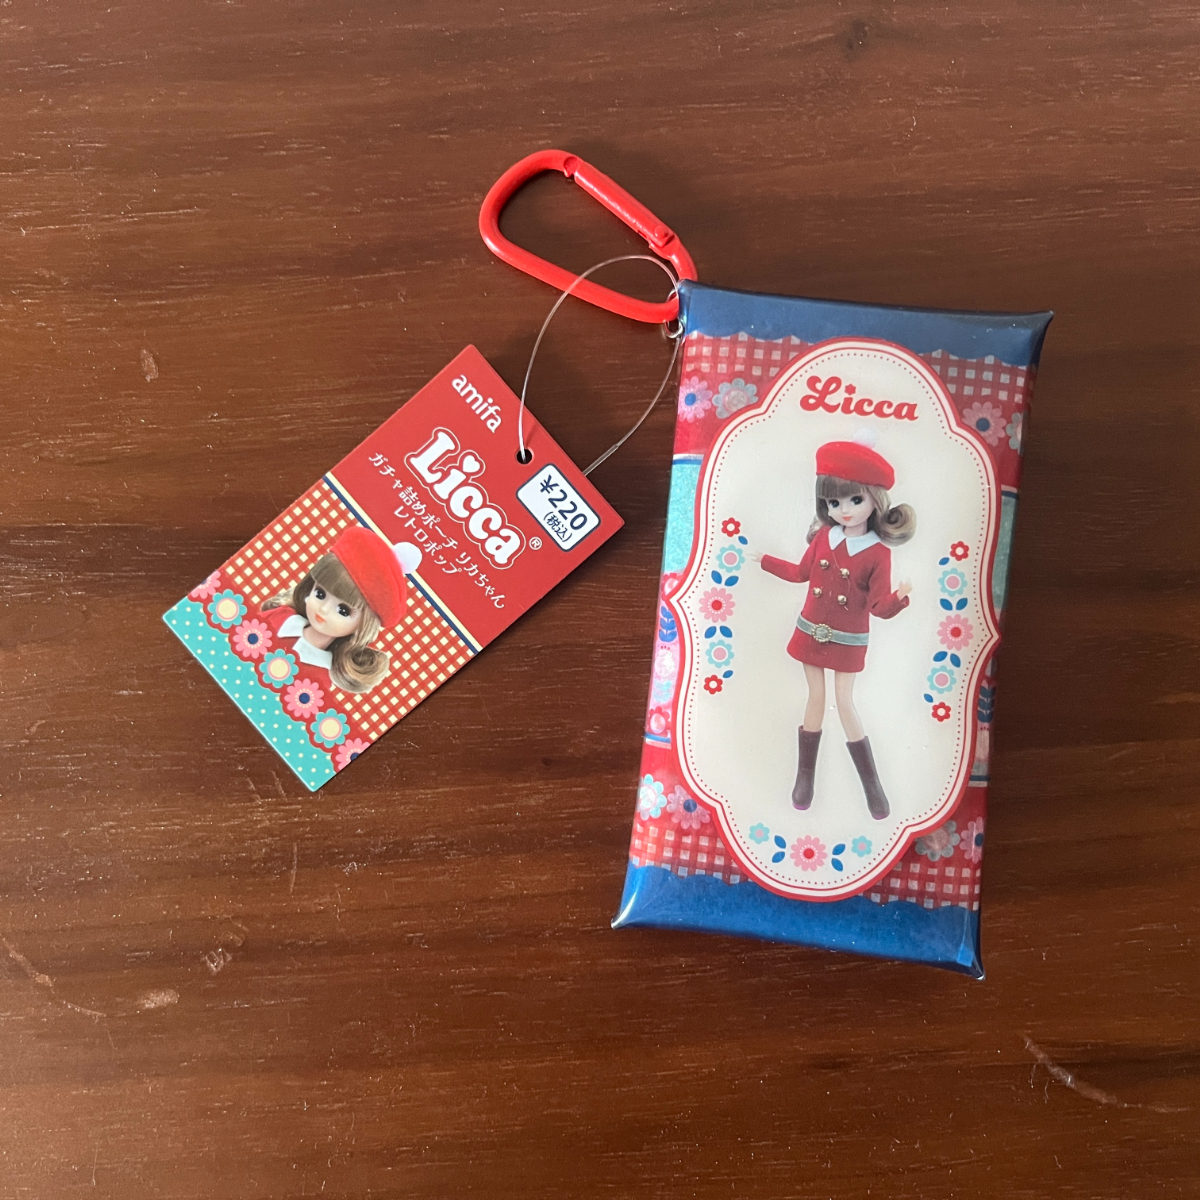 amifa
Licca®
¥220
(税込)
ガチャ詰めポーチ リカちゃん
レトロポップ
Licca